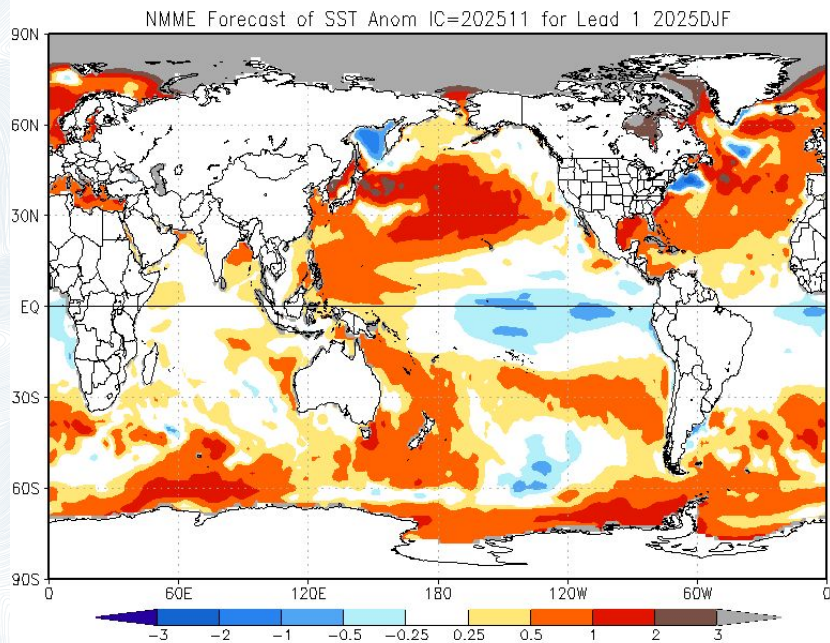 NMME Forecast of SST Anom IC=202511 for Lead 1 2025DJF
90N
60N
30N
EQ
30S
60S
90S
0 60E 120E 180 120W 60W 0
-3 -2 -1 -0.5 -0.25 0.25 0.5 1 2 3